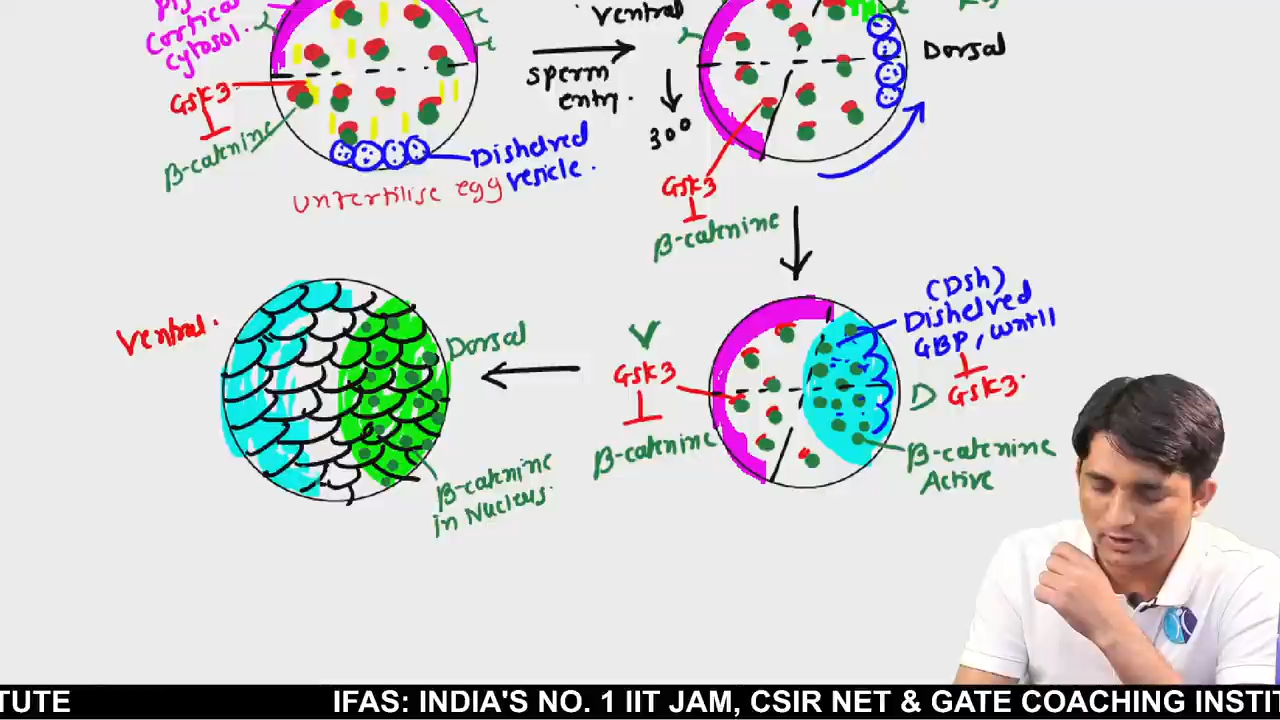 Cortical
cytosol.
GSK3
β-catenine
Dishelved
vesicle.
unfertilise egg
sperm
entry.
ventral
30°
Dorsal
GSK3
β-catenine
(Dsh)
Dishelved
GBP, wnt11
GSK3.
D
β-catenine
Active
V
GSK3
β-catenine
Ventral.
Dorsal
β-catenine
in Nucleus.
TUTE IFAS: INDIA'S NO. 1 IIT JAM, CSIR NET & GATE COACHING INSTI